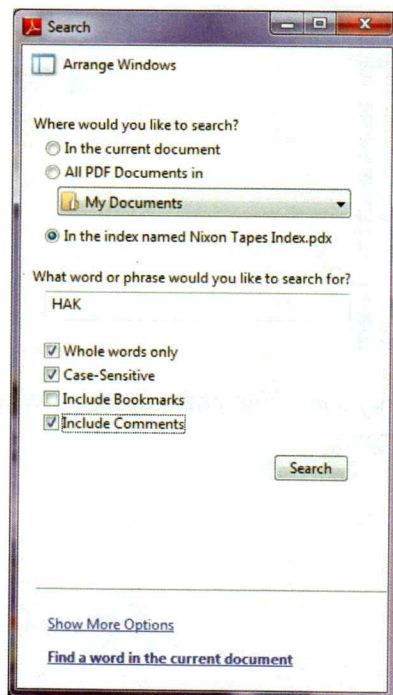 Search
Arrange Windows
Where would you like to search?
In the current document
All PDF Documents in
My Documents
In the index named Nixon Tapes Index.pdx
What word or phrase would you like to search for?
HAK
Whole words only
Case-Sensitive
Include Bookmarks
Include Comments
Search
Show More Options
Find a word in the current document